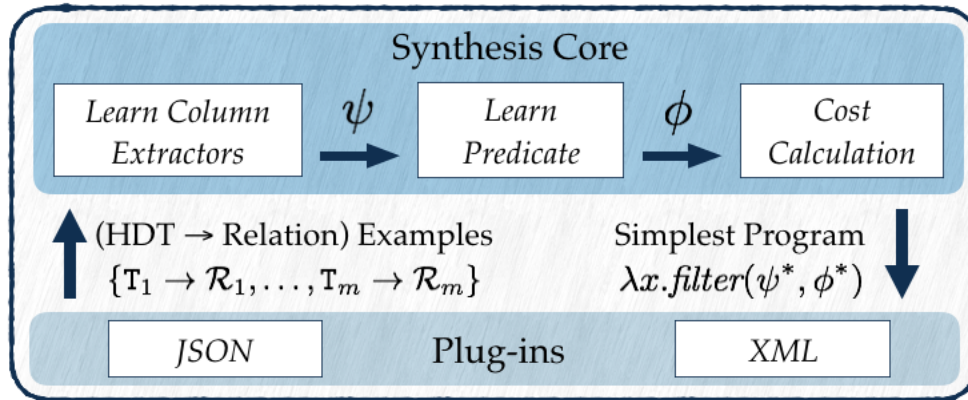 Synthesis Core
Learn Column
Extractors
ψ
Learn
Predicate
ϕ
Cost
Calculation
(HDT → Relation) Examples
{T₁ → ℛ₁, . . . , Tₘ → ℛₘ}
Simplest Program
λx.filter(ψ*, ϕ*)
JSON
Plug-ins
XML